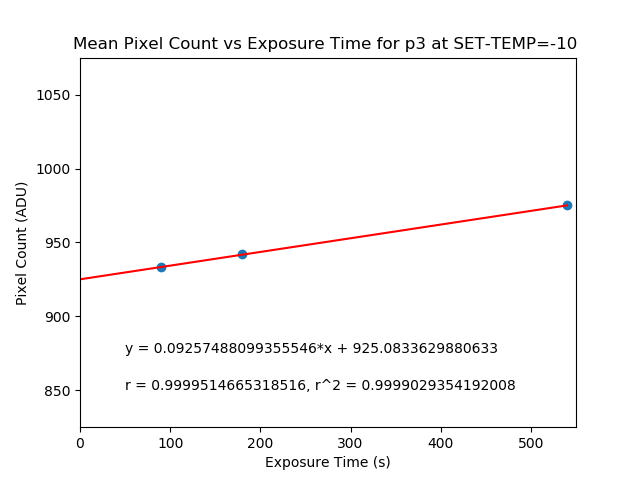 Mean Pixel Count vs Exposure Time for p3 at SET-TEMP=-10
1050
1000
950
900
850
Pixel Count (ADU)
y = 0.09257488099355546*x + 925.0833629880633
r = 0.9999514665318516, r^2 = 0.9999029354192008
0 100 200 300 400 500
Exposure Time (s)